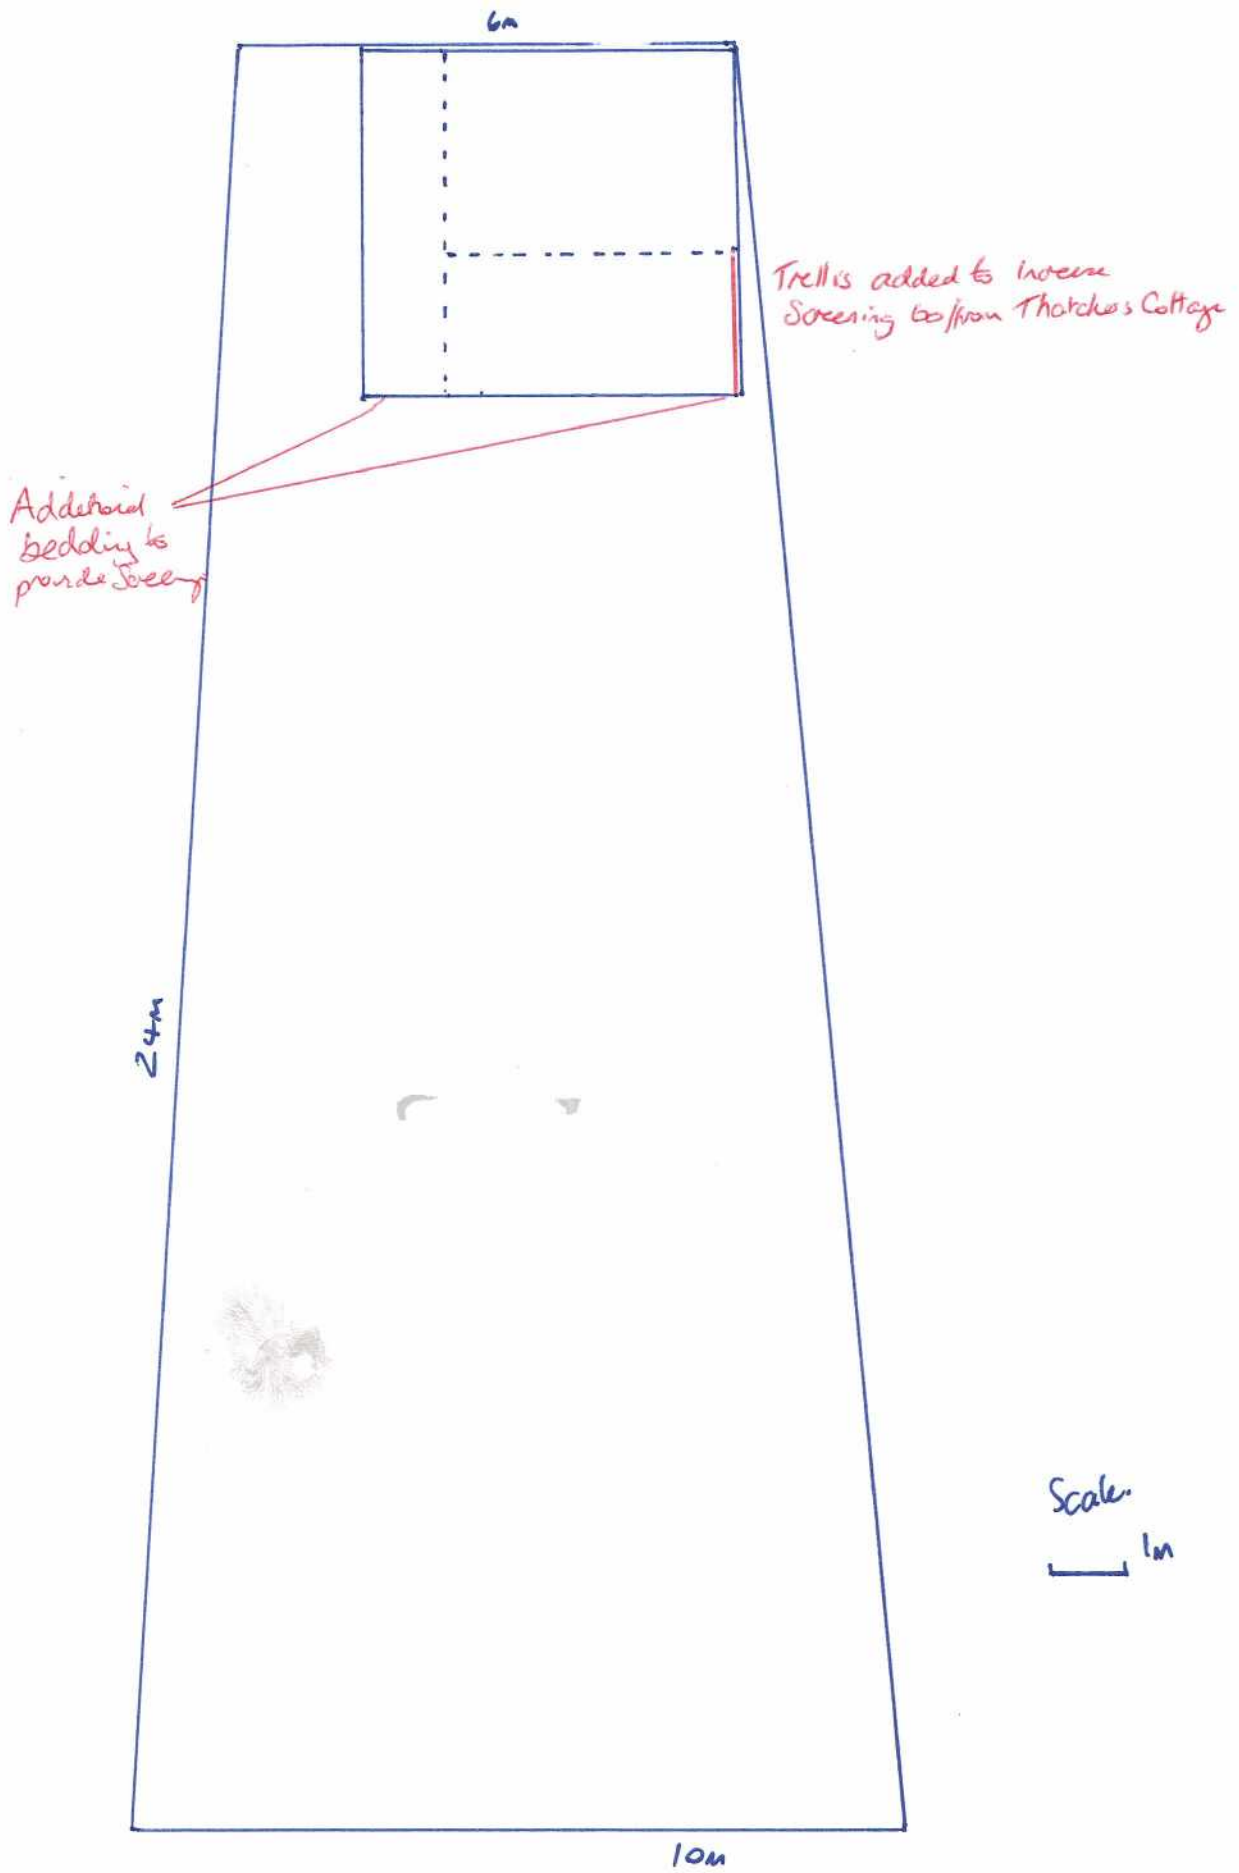 6m
Trellis added to increase
Screening to/from Thatchers Cottage
Additional
bedding to
provide Screening
24m
Scale.
1m
10m